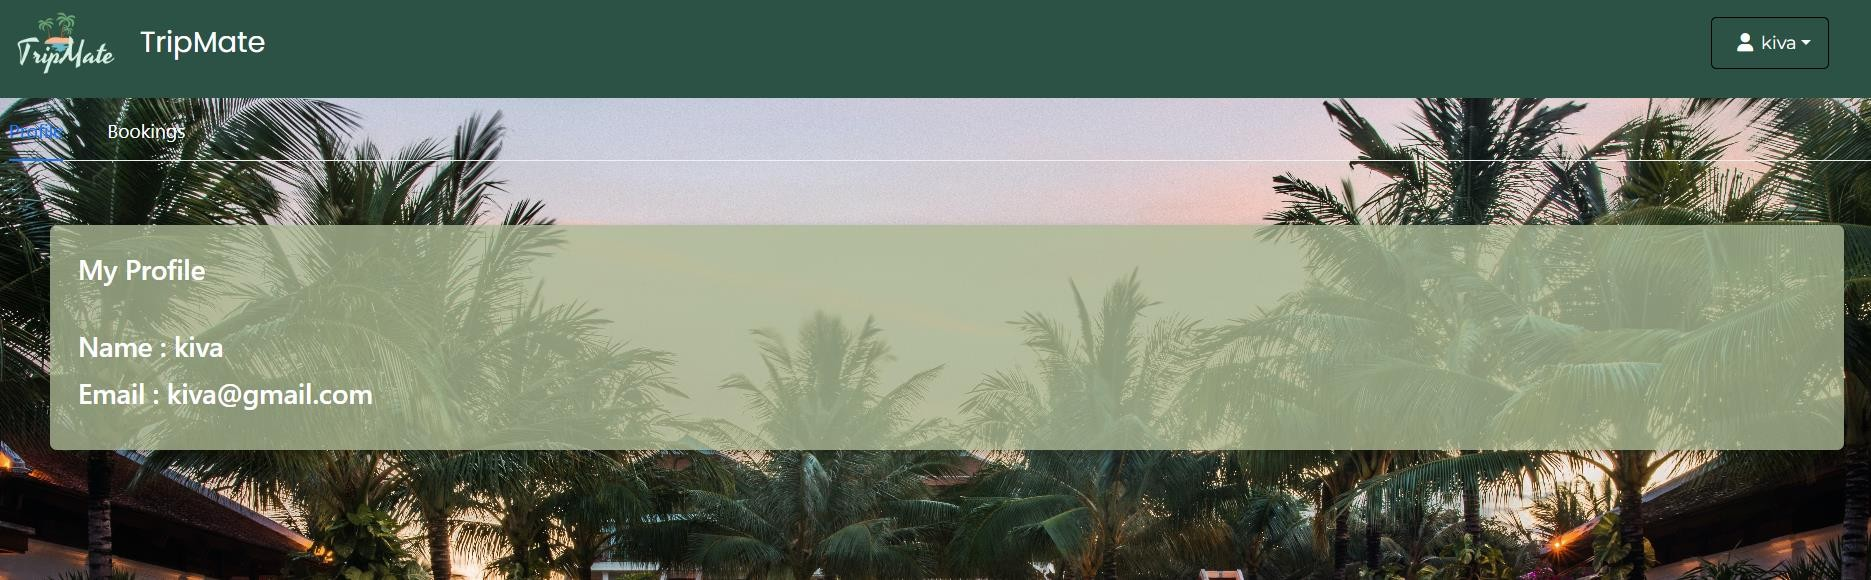 TripMate TripMate kiva
Profile Bookings
My Profile
Name : kiva
Email : kiva@gmail.com